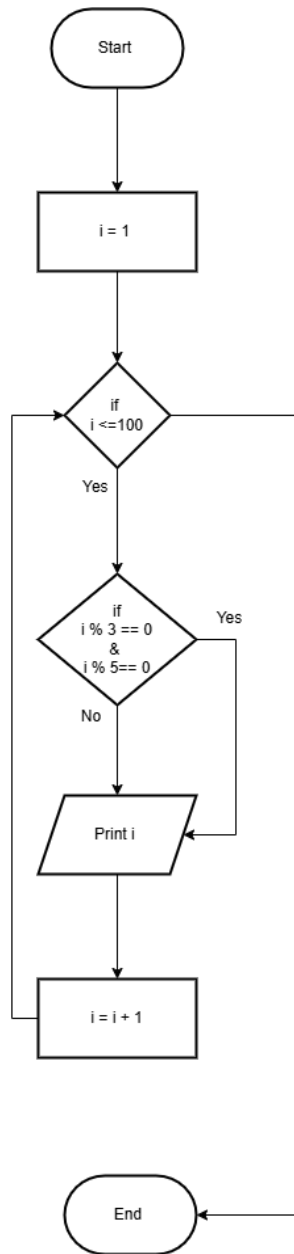 Start
i = 1
if
i <=100
Yes
if
i % 3 == 0
&
i % 5== 0
Yes
No
Print i
i = i + 1
End